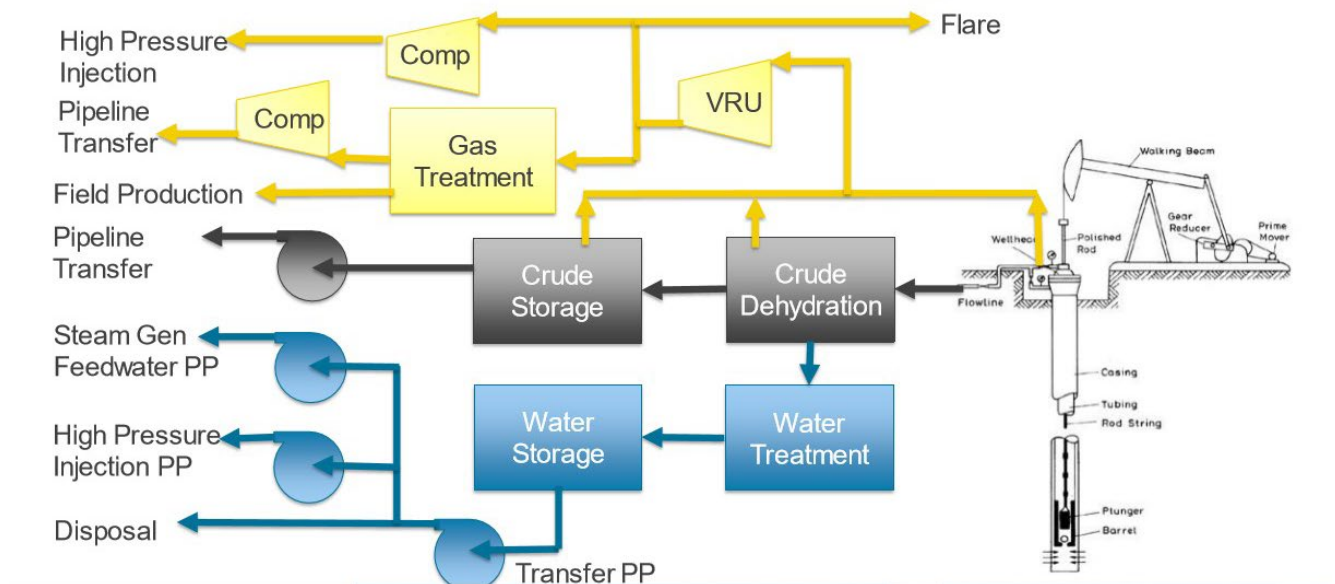 Flare
High Pressure
Injection
Comp
Pipeline
Transfer
Comp
VRU
Gas
Treatment
Field Production
Pipeline
Transfer
Crude
Storage
Crude
Dehydration
Steam Gen
Feedwater PP
High Pressure
Injection PP
Disposal
Water
Storage
Water
Treatment
Transfer PP
Walking Beam
Gear
Reducer
Prime
Mover
Polished
Rod
Flowline
Casing
Tubing
Rod String
Plunger
Barrel